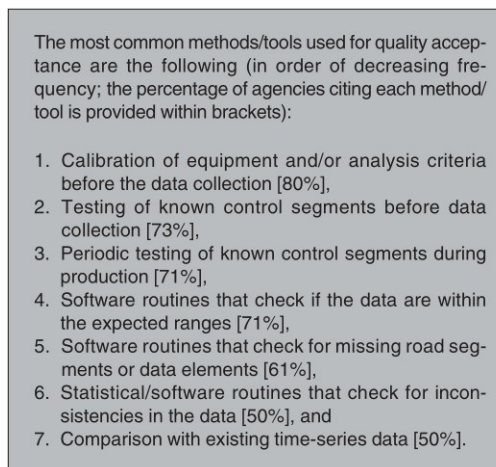 The most common methods/tools used for quality accep-
tance are the following (in order of decreasing fre-
quency; the percentage of agencies citing each method/
tool is provided within brackets):
1. Calibration of equipment and/or analysis criteria
before the data collection [80%],
2. Testing of known control segments before data
collection [73%],
3. Periodic testing of known control segments during
production [71%],
4. Software routines that check if the data are within
the expected ranges [71%],
5. Software routines that check for missing road seg-
ments or data elements [61%],
6. Statistical/software routines that check for incon-
sistencies in the data [50%], and
7. Comparison with existing time-series data [50%].